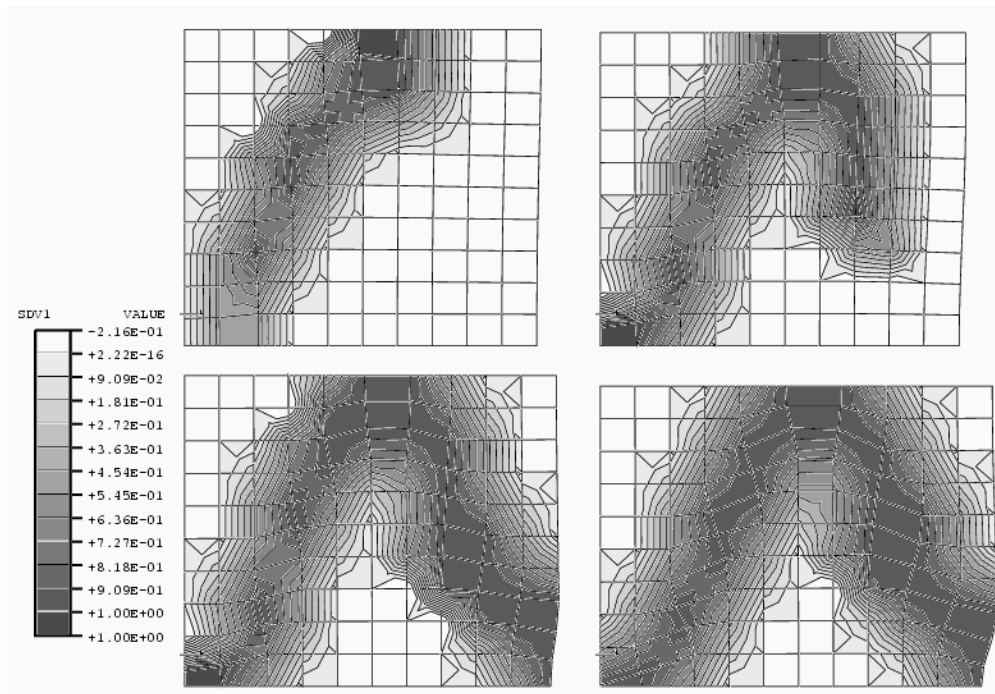 SDV1 VALUE
-2.16E-01
+2.22E-16
+9.09E-02
+1.81E-01
+2.72E-01
+3.63E-01
+4.54E-01
+5.45E-01
+6.36E-01
+7.27E-01
+8.18E-01
+9.09E-01
+1.00E+00
+1.00E+00